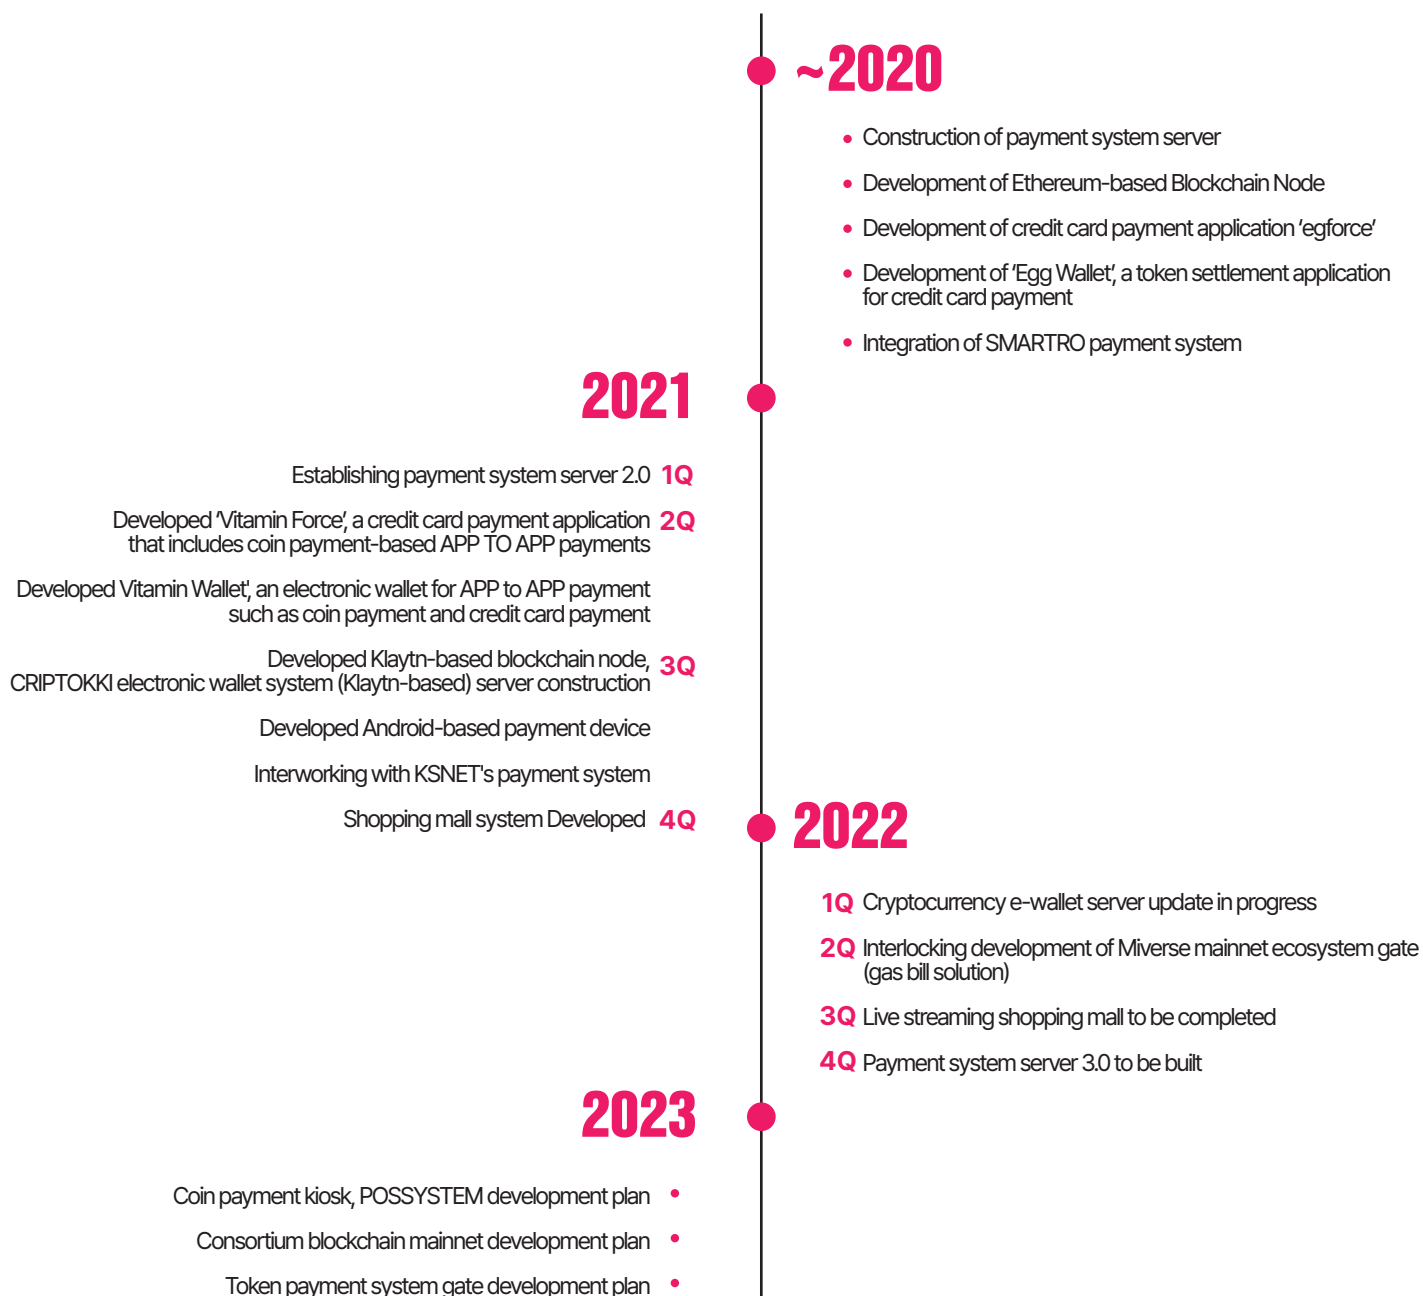 ~2020
• Construction of payment system server
• Development of Ethereum-based Blockchain Node
• Development of credit card payment application ‘egforce’
• Development of ‘Egg Wallet’, a token settlement application
for credit card payment
• Integration of SMARTRO payment system
2021
Establishing payment system server 2.0 1Q
Developed ‘Vitamin Force’, a credit card payment application 2Q
that includes coin payment-based APP TO APP payments
Developed Vitamin Wallet', an electronic wallet for APP to APP payment
such as coin payment and credit card payment
Developed Klaytn-based blockchain node, 3Q
CRIPTOKKI electronic wallet system (Klaytn-based) server construction
Developed Android-based payment device
Interworking with KSNET's payment system
Shopping mall system Developed 4Q
2022
1Q Cryptocurrency e-wallet server update in progress
2Q Interlocking development of Miverse mainnet ecosystem gate
(gas bill solution)
3Q Live streaming shopping mall to be completed
4Q Payment system server 3.0 to be built
2023
Coin payment kiosk, POSSYSTEM development plan •
Consortium blockchain mainnet development plan •
Token payment system gate development plan •